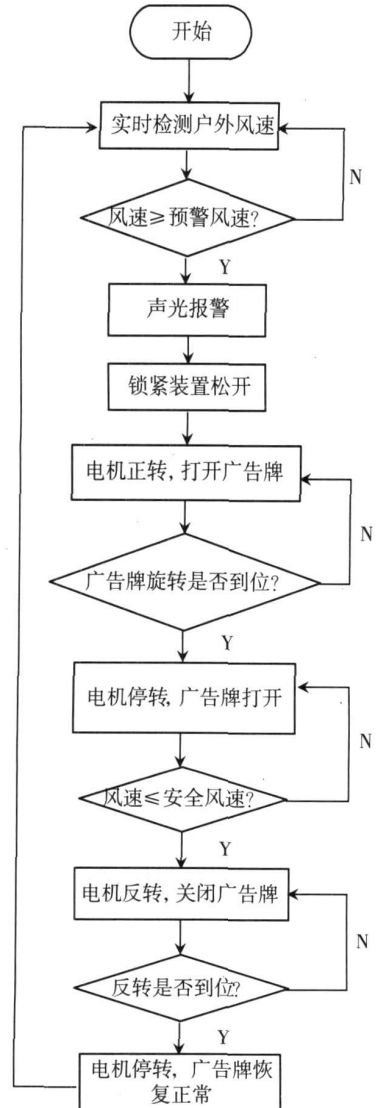 开始
实时检测户外风速
N
风速≥预警风速?
Y
声光报警
锁紧装置松开
电机正转,打开广告牌
N
广告牌旋转是否到位?
Y
电机停转,广告牌打开
N
风速≤安全风速?
Y
电机反转,关闭广告牌
N
反转是否到位?
Y
电机停转,广告牌恢
复正常